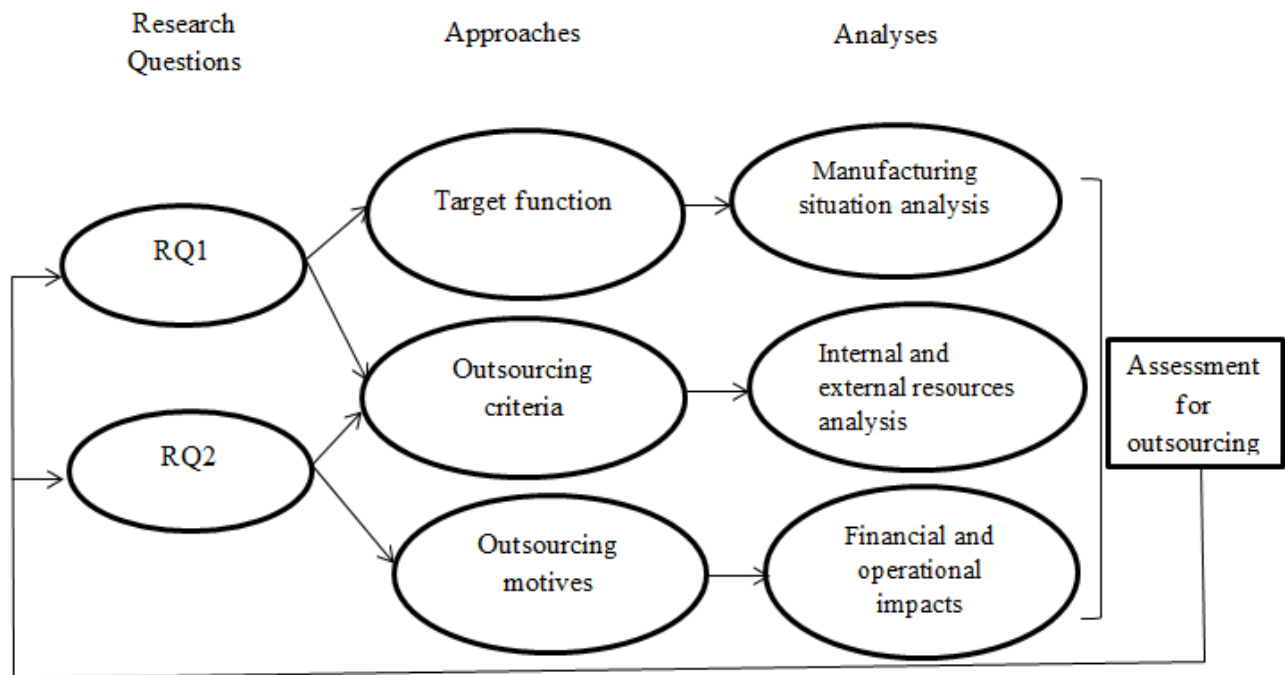 Research
Questions
Approaches
Analyses
RQ1
RQ2
Target function
Outsourcing
criteria
Outsourcing
motives
Manufacturing
situation analysis
Internal and
external resources
analysis
Financial and
operational
impacts
Assessment
for
outsourcing